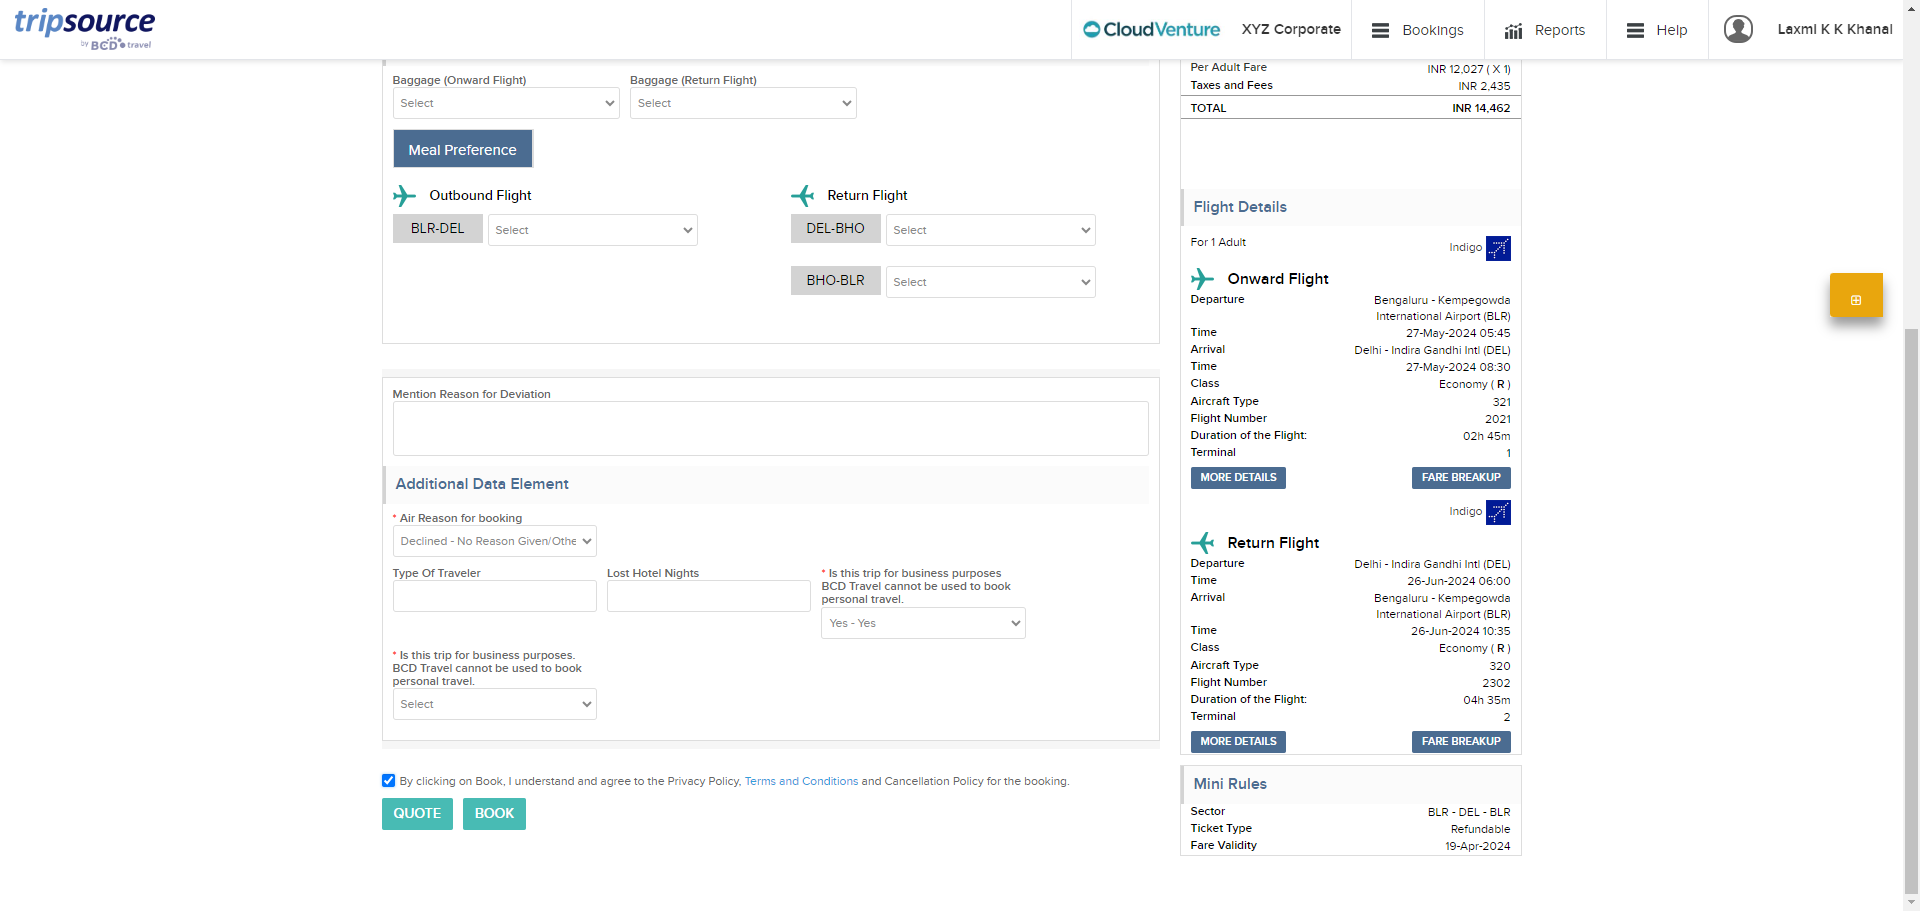 tripsource
by BCD travel
CloudVenture
XYZ Corporate
Bookings
Reports
Help
Laxmi K K Khanal
Baggage (Onward Flight)
Baggage (Return Flight)
Select
Select
Meal Preference
Outbound Flight
Return Flight
BLR-DEL
Select
DEL-BHO
Select
BHO-BLR
Select
Mention Reason for Deviation
Additional Data Element
* Air Reason for booking
Declined - No Reason Given/Othe
Type Of Traveler
Lost Hotel Nights
* Is this trip for business purposes
BCD Travel cannot be used to book
personal travel.
Yes - Yes
* Is this trip for business purposes.
BCD Travel cannot be used to book
personal travel.
Select
By clicking on Book, I understand and agree to the Privacy Policy, Terms and Conditions and Cancellation Policy for the booking.
QUOTE
BOOK
Per Adult Fare INR 12,027 ( X 1)
Taxes and Fees INR 2,435
TOTAL INR 14,462
Flight Details
For 1 Adult
Indigo
Onward Flight
Departure Bengaluru - Kempegowda
International Airport (BLR)
Time 27-May-2024 05:45
Arrival Delhi - Indira Gandhi Intl (DEL)
Time 27-May-2024 08:30
Class Economy ( R )
Aircraft Type 321
Flight Number 2021
Duration of the Flight: 02h 45m
Terminal 1
MORE DETAILS
FARE BREAKUP
Indigo
Return Flight
Departure Delhi - Indira Gandhi Intl (DEL)
Time 26-Jun-2024 06:00
Arrival Bengaluru - Kempegowda
International Airport (BLR)
Time 26-Jun-2024 10:35
Class Economy ( R )
Aircraft Type 320
Flight Number 2302
Duration of the Flight: 04h 35m
Terminal 2
MORE DETAILS
FARE BREAKUP
Mini Rules
Sector BLR - DEL - BLR
Ticket Type Refundable
Fare Validity 19-Apr-2024